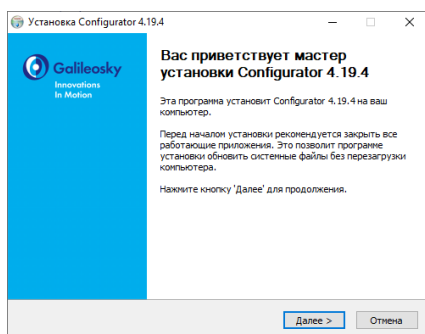 Установка Configurator 4.19.4
Galileosky
Innovations
In Motion
Вас приветствует мастер
установки Configurator 4.19.4
Эта программа установит Configurator 4.19.4 на ваш
компьютер.
Перед началом установки рекомендуется закрыть все
работающие приложения. Это позволит программе
установки обновить системные файлы без перезагрузки
компьютера.
Нажмите кнопку 'Далее' для продолжения.
Далее >
Отмена